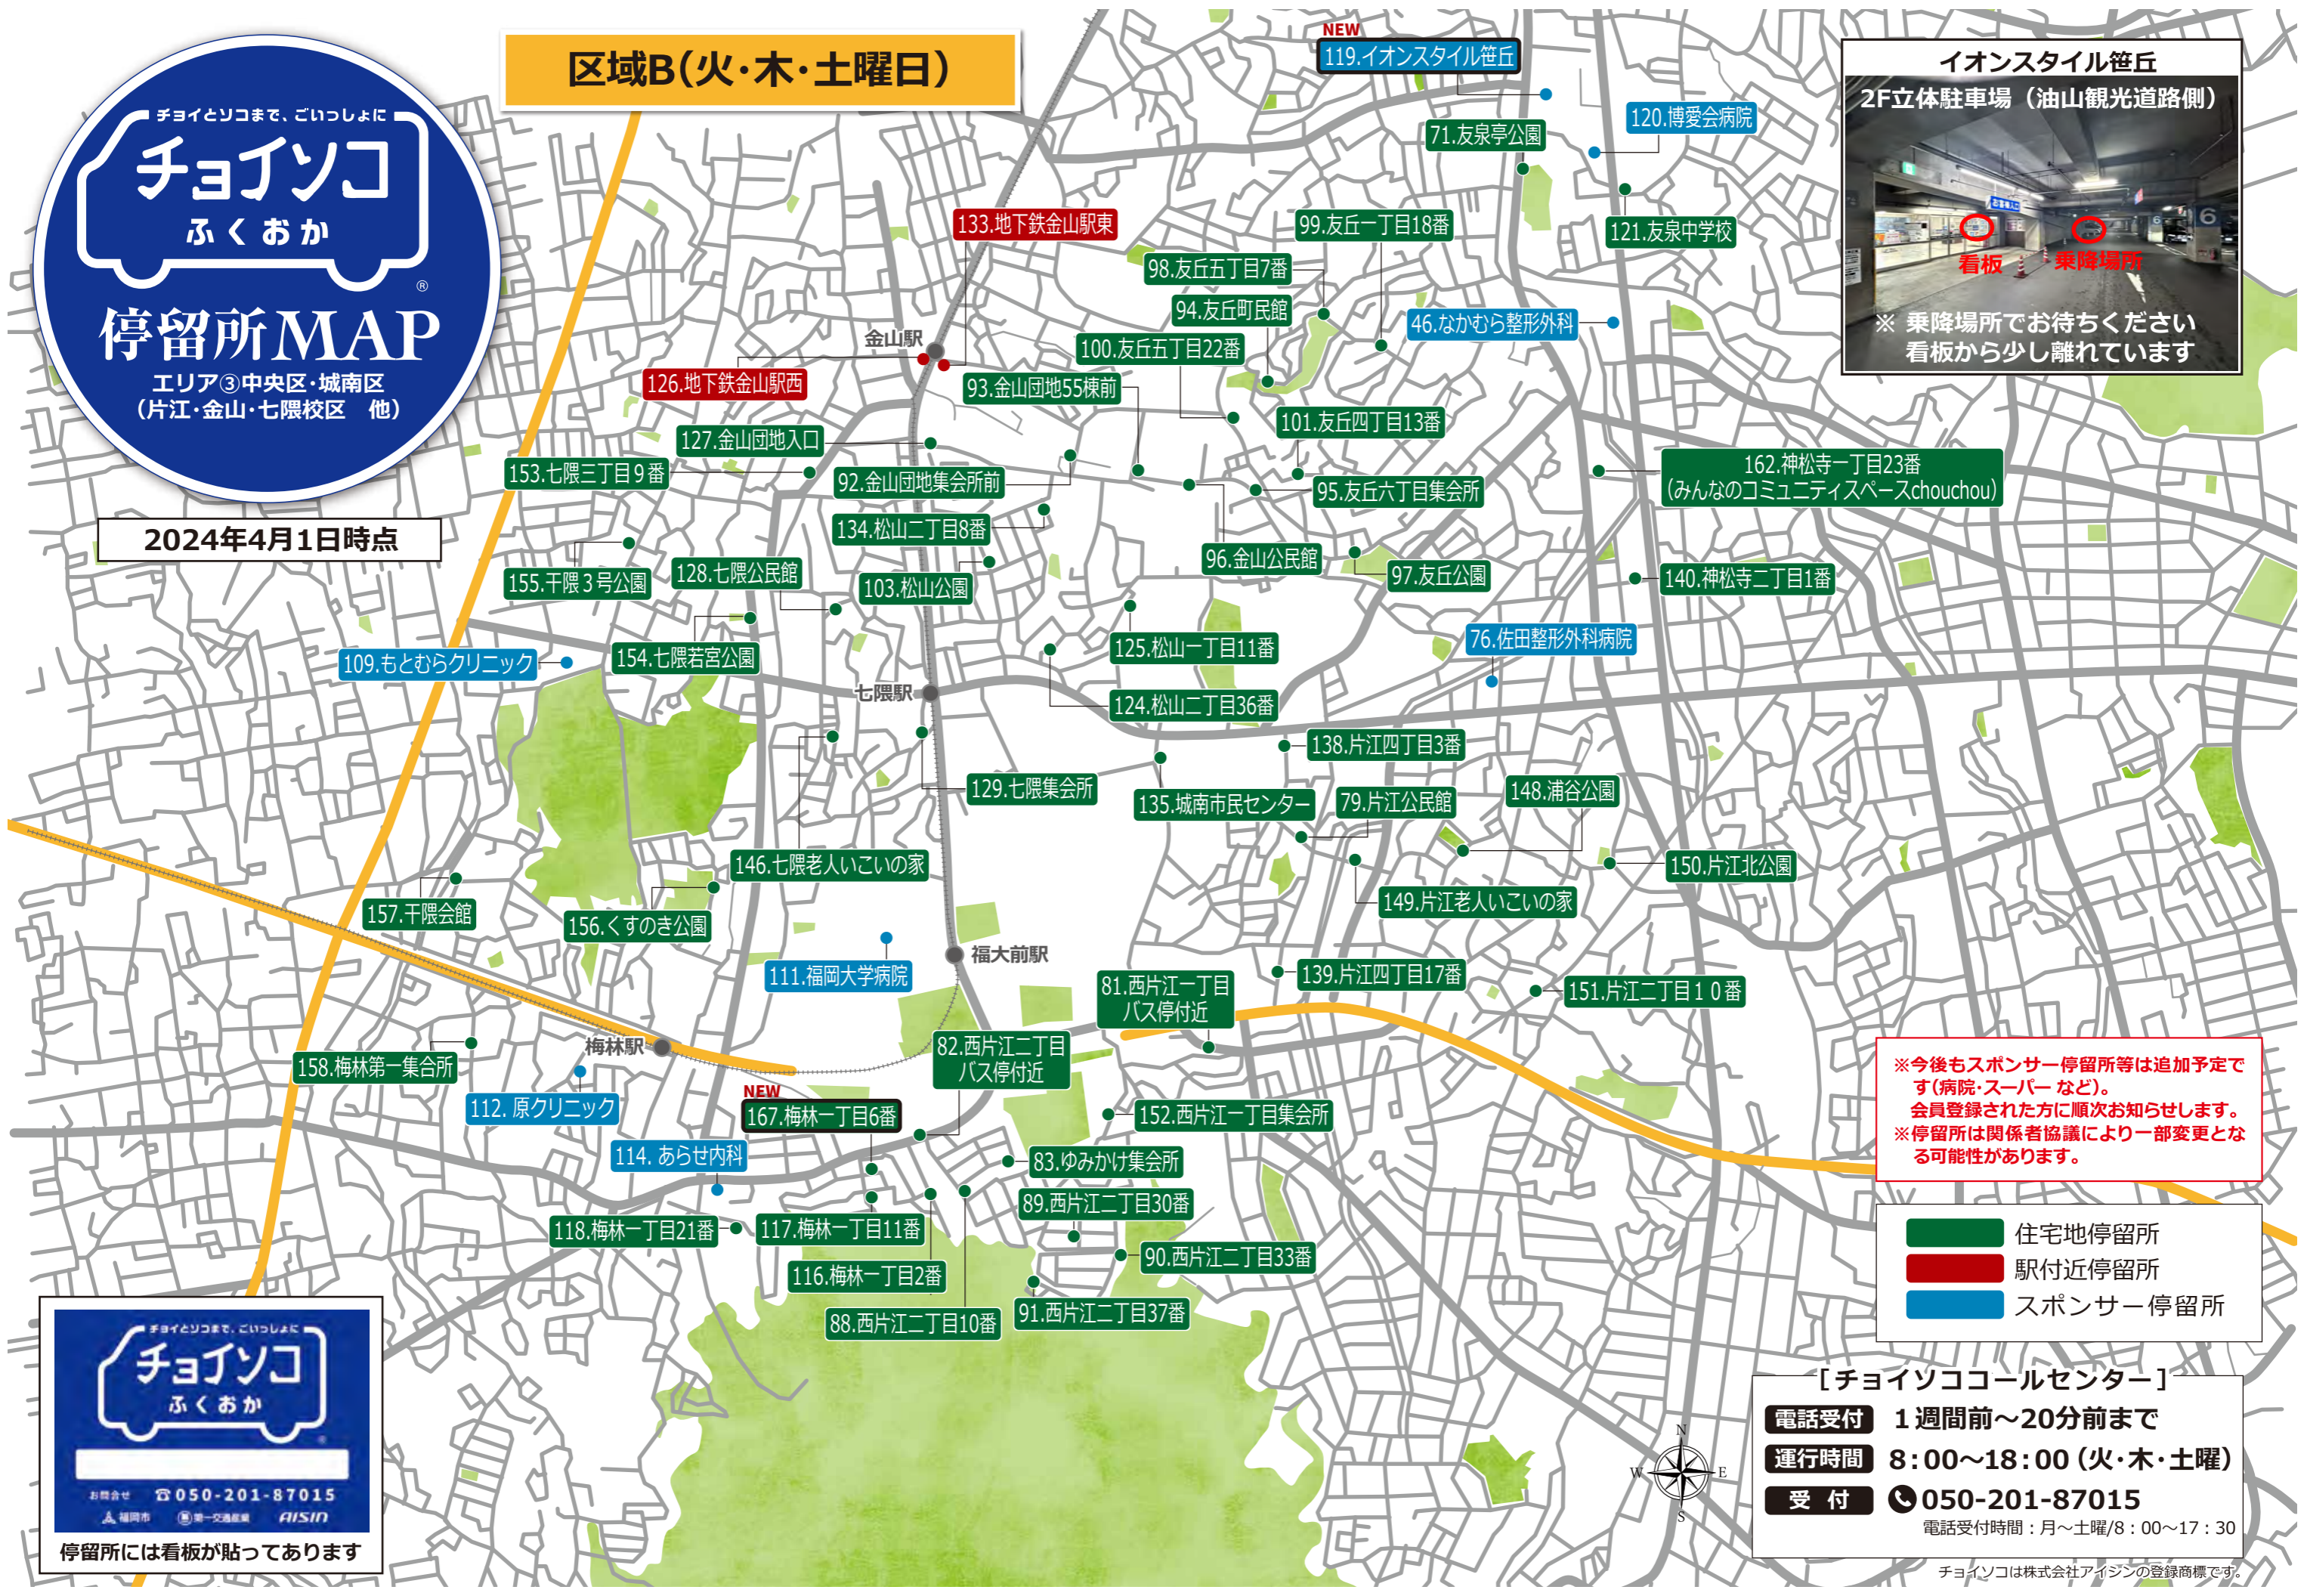 区域B(火・木・土曜日)
チョイとソコまで、ごいっしょに
チョイソコ
ふくおか
®
停留所MAP
エリア③中央区・城南区
(片江・金山・七隈校区　他)
2024年4月1日時点
NEW
119.イオンスタイル笹丘
120.博愛会病院
71.友泉亭公園
121.友泉中学校
イオンスタイル笹丘
2F立体駐車場（油山観光道路側）
看板
乗降場所
6
6
※ 乗降場所でお待ちください
看板から少し離れています
133.地下鉄金山駅東
99.友丘一丁目18番
98.友丘五丁目7番
94.友丘町民館
46.なかむら整形外科
金山駅
100.友丘五丁目22番
126.地下鉄金山駅西
93.金山団地55棟前
101.友丘四丁目13番
127.金山団地入口
153.七隈三丁目９番
92.金山団地集会所前
95.友丘六丁目集会所
162.神松寺一丁目23番
(みんなのコミュニティスペースchouchou)
134.松山二丁目8番
96.金山公民館
155.干隈３号公園
128.七隈公民館
103.松山公園
97.友丘公園
140.神松寺二丁目1番
109.もとむらクリニック
154.七隈若宮公園
125.松山一丁目11番
76.佐田整形外科病院
七隈駅
124.松山二丁目36番
138.片江四丁目3番
129.七隈集会所
135.城南市民センター
79.片江公民館
148.浦谷公園
146.七隈老人いこいの家
150.片江北公園
157.干隈会館
156.くすのき公園
149.片江老人いこいの家
福大前駅
111.福岡大学病院
139.片江四丁目17番
81.西片江一丁目
バス停付近
151.片江二丁目１０番
梅林駅
158.梅林第一集合所
82.西片江二丁目
バス停付近
112. 原クリニック
NEW
167.梅林一丁目6番
152.西片江一丁目集会所
114. あらせ内科
83.ゆみかけ集会所
89.西片江二丁目30番
118.梅林一丁目21番
117.梅林一丁目11番
90.西片江二丁目33番
116.梅林一丁目2番
91.西片江二丁目37番
88.西片江二丁目10番
※今後もスポンサー停留所等は追加予定で
す(病院・スーパー など)。
会員登録された方に順次お知らせします。
※停留所は関係者協議により一部変更とな
る可能性があります。
住宅地停留所
駅付近停留所
スポンサー停留所
チョイとソコまで、ごいっしょに
チョイソコ
ふくおか
お問合せ　☎050-201-87015
福岡市　第一交通産業　AISIN
停留所には看板が貼ってあります
N
W
E
S
［チョイソココールセンター］
電話受付　１週間前～20分前まで
運行時間　8：00～18：00（火・木・土曜）
受　付　050-201-87015
電話受付時間：月～土曜/8：00～17：30
チョイソコは株式会社アイシンの登録商標です。